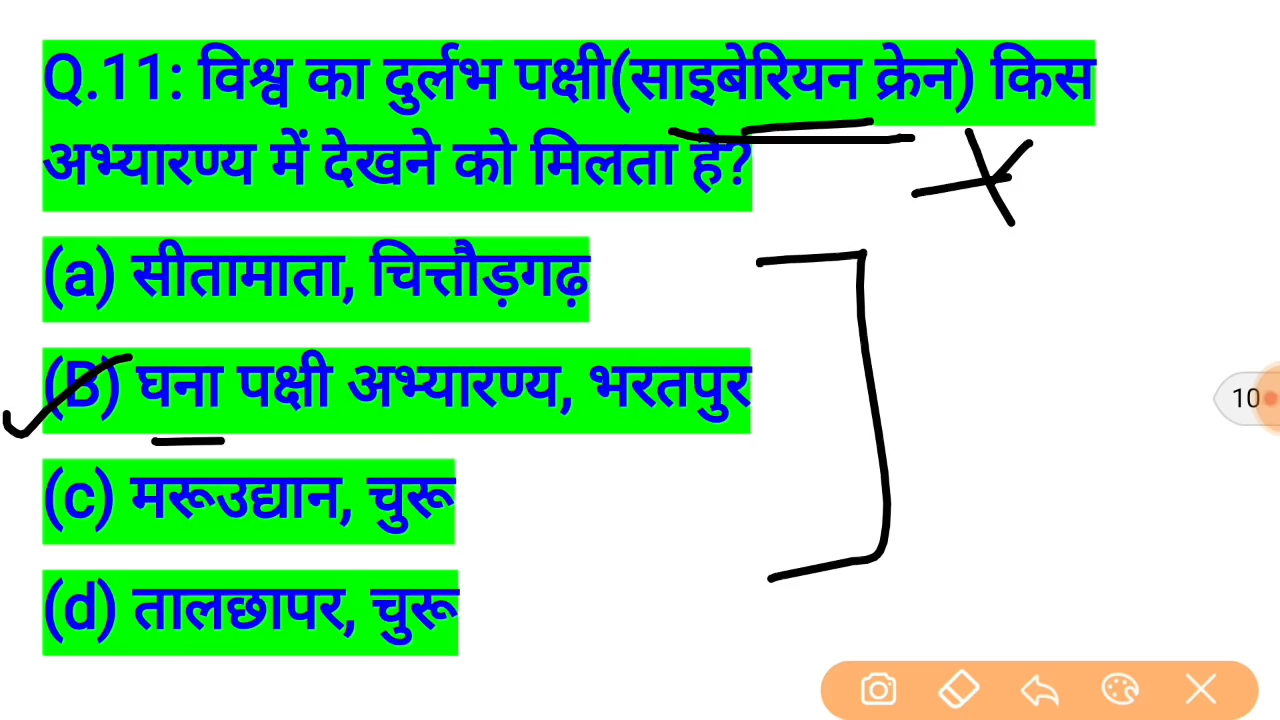 Q.11: विश्व का दुर्लभ पक्षी(साइबेरियन क्रेन) किस
अभ्यारण्य में देखने को मिलता हे?
(a) सीतामाता, चित्तौड़गढ़
(B) घना पक्षी अभ्यारण्य, भरतपुर
(c) मरूउद्यान, चुरू
(d) तालछापर, चुरू
10